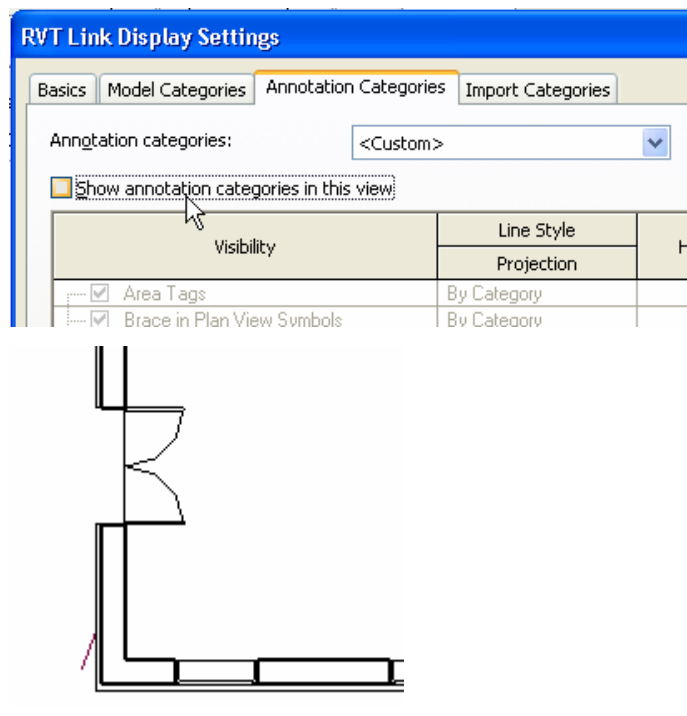 RVT Link Display Settings
Basics Model Categories Annotation Categories Import Categories
Annotation categories: <Custom>
Show annotation categories in this view
Visibility Line Style
Projection
Area Tags By Category
Brace in Plan View Symbols By Category